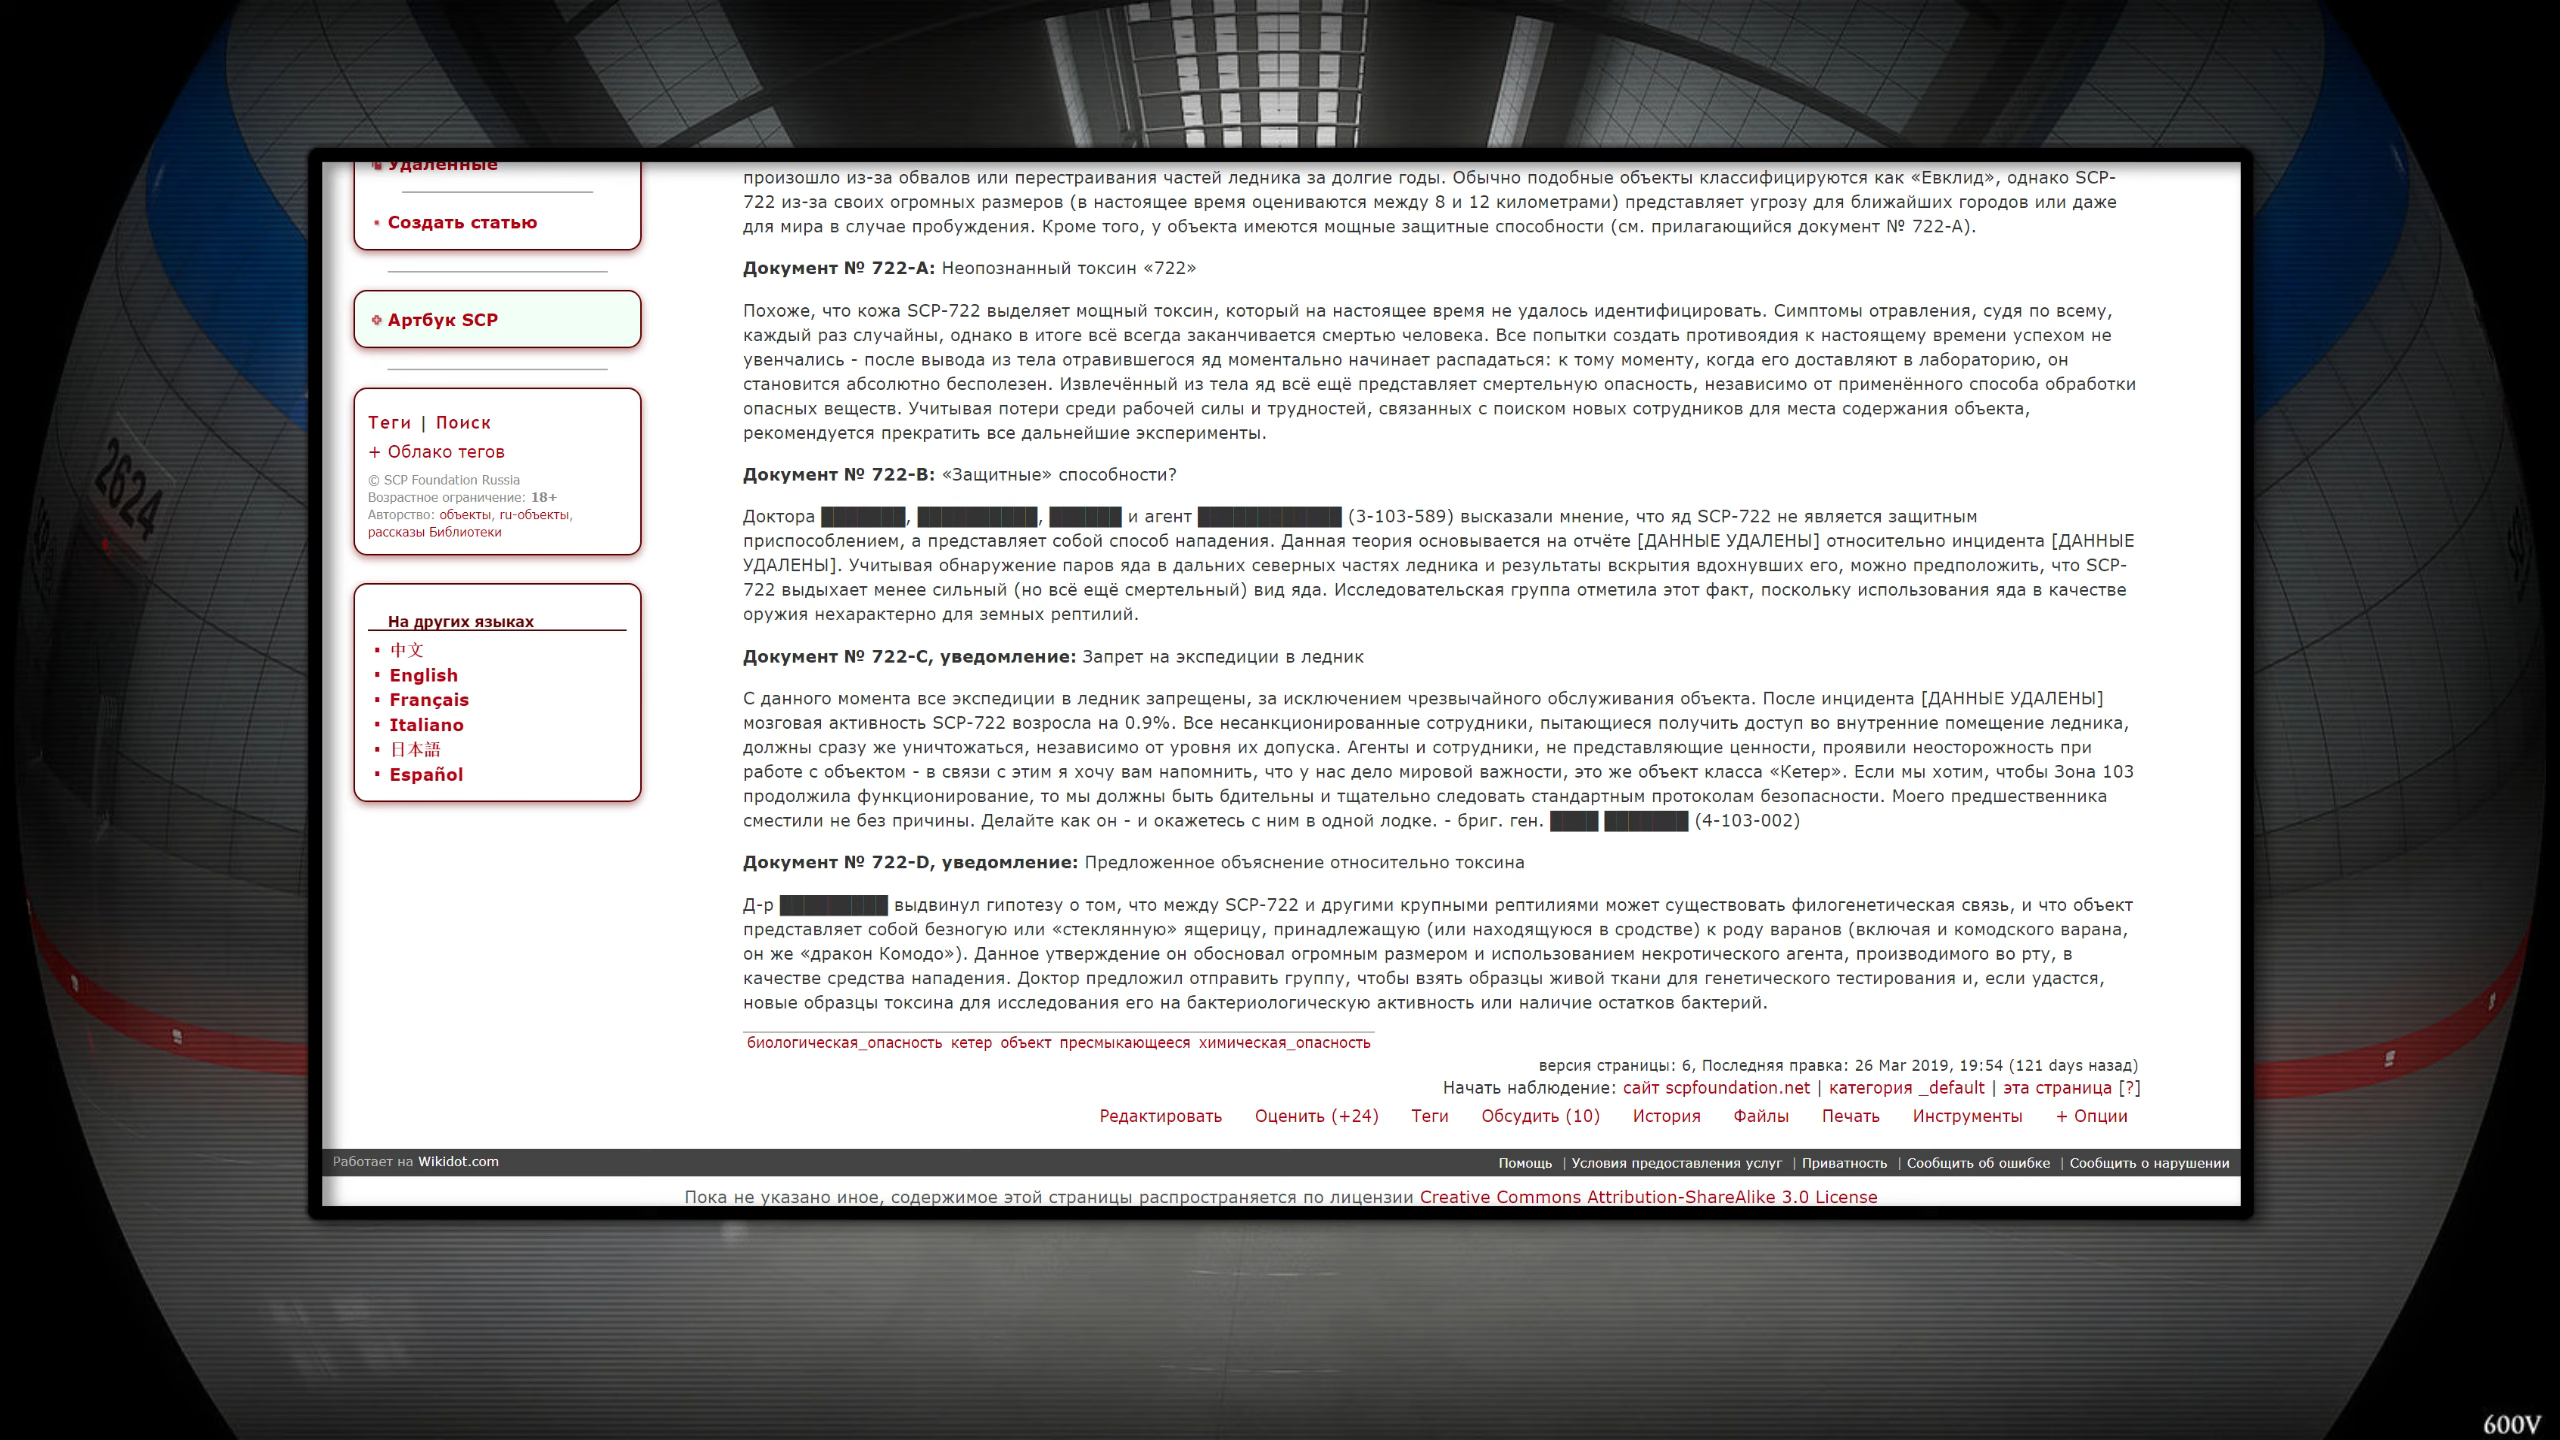 Удалённые
Создать статью
Артбук SCP
Теги | Поиск
+ Облако тегов
© SCP Foundation Russia
Возрастное ограничение: 18+
Авторство: объекты, ru-объекты,
рассказы Библиотеки
На других языках
中文
English
Français
Italiano
日本語
Español
произошло из-за обвалов или перестраивания частей ледника за долгие годы. Обычно подобные объекты классифицируются как «Евклид», однако SCP-
722 из-за своих огромных размеров (в настоящее время оцениваются между 8 и 12 километрами) представляет угрозу для ближайших городов или даже
для мира в случае пробуждения. Кроме того, у объекта имеются мощные защитные способности (см. прилагающийся документ № 722-A).
Документ № 722-A: Неопознанный токсин «722»
Похоже, что кожа SCP-722 выделяет мощный токсин, который на настоящее время не удалось идентифицировать. Симптомы отравления, судя по всему,
каждый раз случайны, однако в итоге всё всегда заканчивается смертью человека. Все попытки создать противоядия к настоящему времени успехом не
увенчались - после вывода из тела отравившегося яд моментально начинает распадаться: к тому моменту, когда его доставляют в лабораторию, он
становится абсолютно бесполезен. Извлечённый из тела яд всё ещё представляет смертельную опасность, независимо от применённого способа обработки
опасных веществ. Учитывая потери среди рабочей силы и трудностей, связанных с поиском новых сотрудников для места содержания объекта,
рекомендуется прекратить все дальнейшие эксперименты.
Документ № 722-B: «Защитные» способности?
Доктора ███████, ██████████, ██████ и агент ████████████ (3-103-589) высказали мнение, что яд SCP-722 не является защитным
приспособлением, а представляет собой способ нападения. Данная теория основывается на отчёте [ДАННЫЕ УДАЛЕНЫ] относительно инцидента [ДАННЫЕ
УДАЛЕНЫ]. Учитывая обнаружение паров яда в дальних северных частях ледника и результаты вскрытия вдохнувших его, можно предположить, что SCP-
722 выдыхает менее сильный (но всё ещё смертельный) вид яда. Исследовательская группа отметила этот факт, поскольку использования яда в качестве
оружия нехарактерно для земных рептилий.
Документ № 722-C, уведомление: Запрет на экспедиции в ледник
С данного момента все экспедиции в ледник запрещены, за исключением чрезвычайного обслуживания объекта. После инцидента [ДАННЫЕ УДАЛЕНЫ]
мозговая активность SCP-722 возросла на 0.9%. Все несанкционированные сотрудники, пытающиеся получить доступ во внутренние помещение ледника,
должны сразу же уничтожаться, независимо от уровня их допуска. Агенты и сотрудники, не представляющие ценности, проявили неосторожность при
работе с объектом - в связи с этим я хочу вам напомнить, что у нас дело мировой важности, это же объект класса «Кетер». Если мы хотим, чтобы Зона 103
продолжила функционирование, то мы должны быть бдительны и тщательно следовать стандартным протоколам безопасности. Моего предшественника
сместили не без причины. Делайте как он - и окажетесь с ним в одной лодке. - бриг. ген. ████ ███████ (4-103-002)
Документ № 722-D, уведомление: Предложенное объяснение относительно токсина
Д-р █████████ выдвинул гипотезу о том, что между SCP-722 и другими крупными рептилиями может существовать филогенетическая связь, и что объект
представляет собой безногую или «стеклянную» ящерицу, принадлежащую (или находящуюся в сродстве) к роду варанов (включая и комодского варана,
он же «дракон Комодо»). Данное утверждение он обосновал огромным размером и использованием некротического агента, производимого во рту, в
качестве средства нападения. Доктор предложил отправить группу, чтобы взять образцы живой ткани для генетического тестирования и, если удастся,
новые образцы токсина для исследования его на бактериологическую активность или наличие остатков бактерий.
биологическая_опасность кетер объект пресмыкающееся химическая_опасность
версия страницы: 6, Последняя правка: 26 Mar 2019, 19:54 (121 days назад)
Начать наблюдение: сайт scpfoundation.net | категория _default | эта страница [?]
Редактировать Оценить (+24) Теги Обсудить (10) История Файлы Печать Инструменты + Опции
Работает на Wikidot.com
Помощь | Условия предоставления услуг | Приватность | Сообщить об ошибке | Сообщить о нарушении
Пока не указано иное, содержимое этой страницы распространяется по лицензии Creative Commons Attribution-ShareAlike 3.0 License
2624
600V